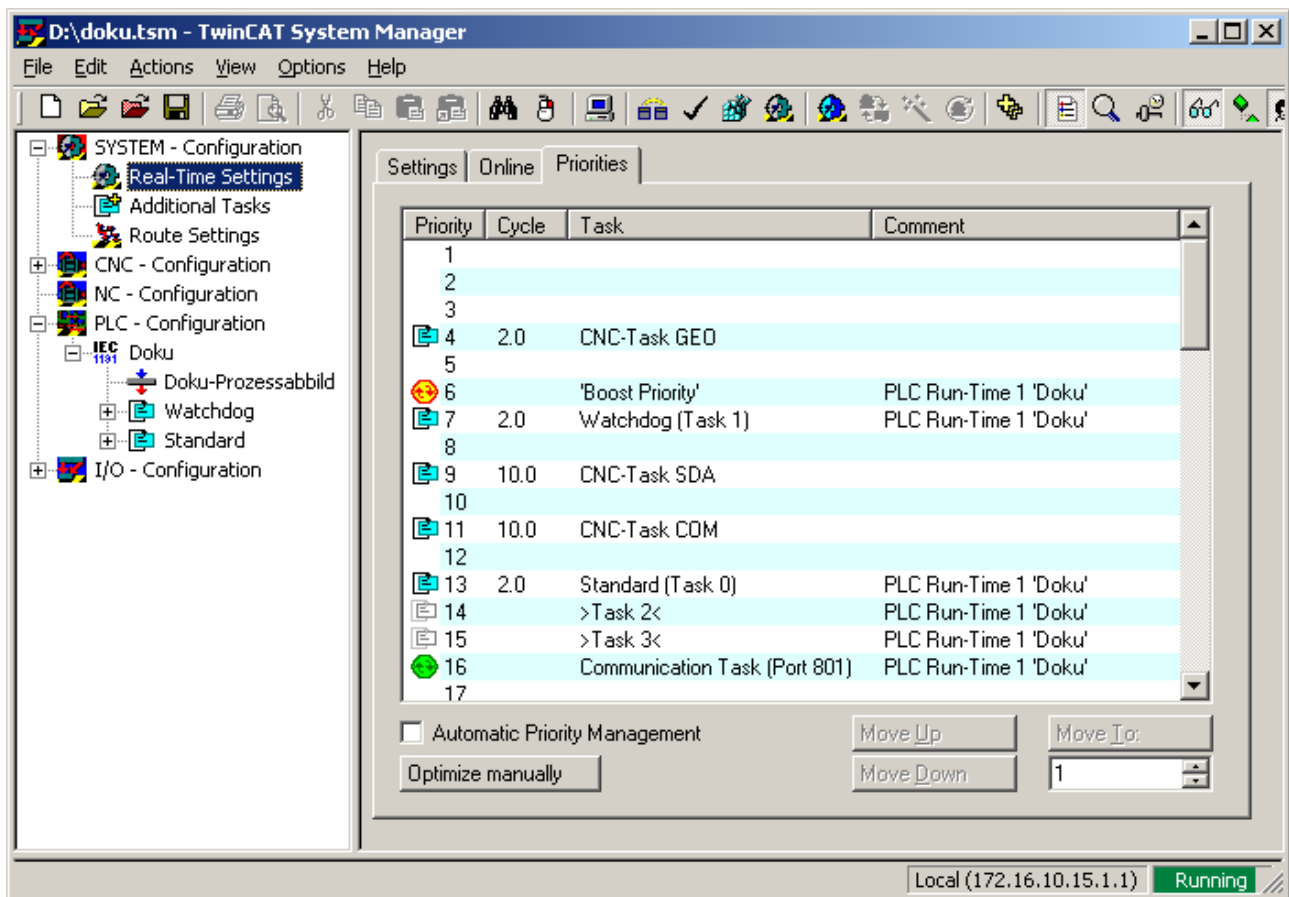 D:\doku.tsm - TwinCAT System Manager
File Edit Actions View Options Help
SYSTEM - Configuration
Real-Time Settings
Additional Tasks
Route Settings
CNC - Configuration
NC - Configuration
PLC - Configuration
IEC 1131 Doku
Doku-Prozessabbild
Watchdog
Standard
I/O - Configuration
Settings Online Priorities
Priority Cycle Task Comment
1
2
3
4 2.0 CNC-Task GEO
5
6 'Boost Priority' PLC Run-Time 1 'Doku'
7 2.0 Watchdog (Task 1) PLC Run-Time 1 'Doku'
8
9 10.0 CNC-Task SDA
10
11 10.0 CNC-Task COM
12
13 2.0 Standard (Task 0) PLC Run-Time 1 'Doku'
14 >Task 2< PLC Run-Time 1 'Doku'
15 >Task 3< PLC Run-Time 1 'Doku'
16 Communication Task (Port 801) PLC Run-Time 1 'Doku'
17
Automatic Priority Management Move Up Move To:
Optimize manually Move Down 1
Local (172.16.10.15.1.1) Running